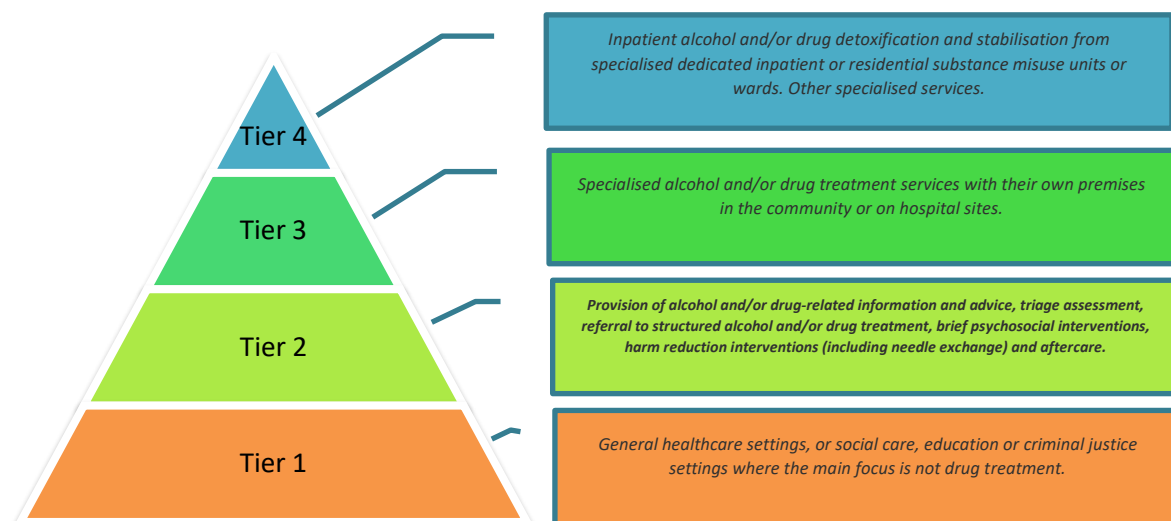 Tier 4
Inpatient alcohol and/or drug detoxification and stabilisation from
specialised dedicated inpatient or residential substance misuse units or
wards. Other specialised services.
Tier 3
Specialised alcohol and/or drug treatment services with their own premises
in the community or on hospital sites.
Tier 2
Provision of alcohol and/or drug-related information and advice, triage assessment,
referral to structured alcohol and/or drug treatment, brief psychosocial interventions,
harm reduction interventions (including needle exchange) and aftercare.
Tier 1
General healthcare settings, or social care, education or criminal justice
settings where the main focus is not drug treatment.